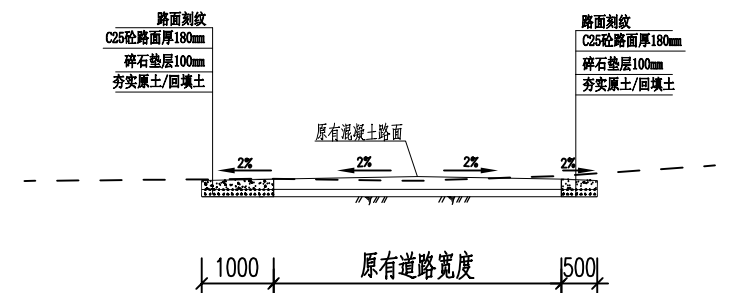 路面刻纹
C25砼路面厚180mm
碎石垫层100mm
夯实原土/回填土
路面刻纹
C25砼路面厚180mm
碎石垫层100mm
夯实原土/回填土
原有混凝土路面
2% 2% 2% 2%
1000 原有道路宽度 500